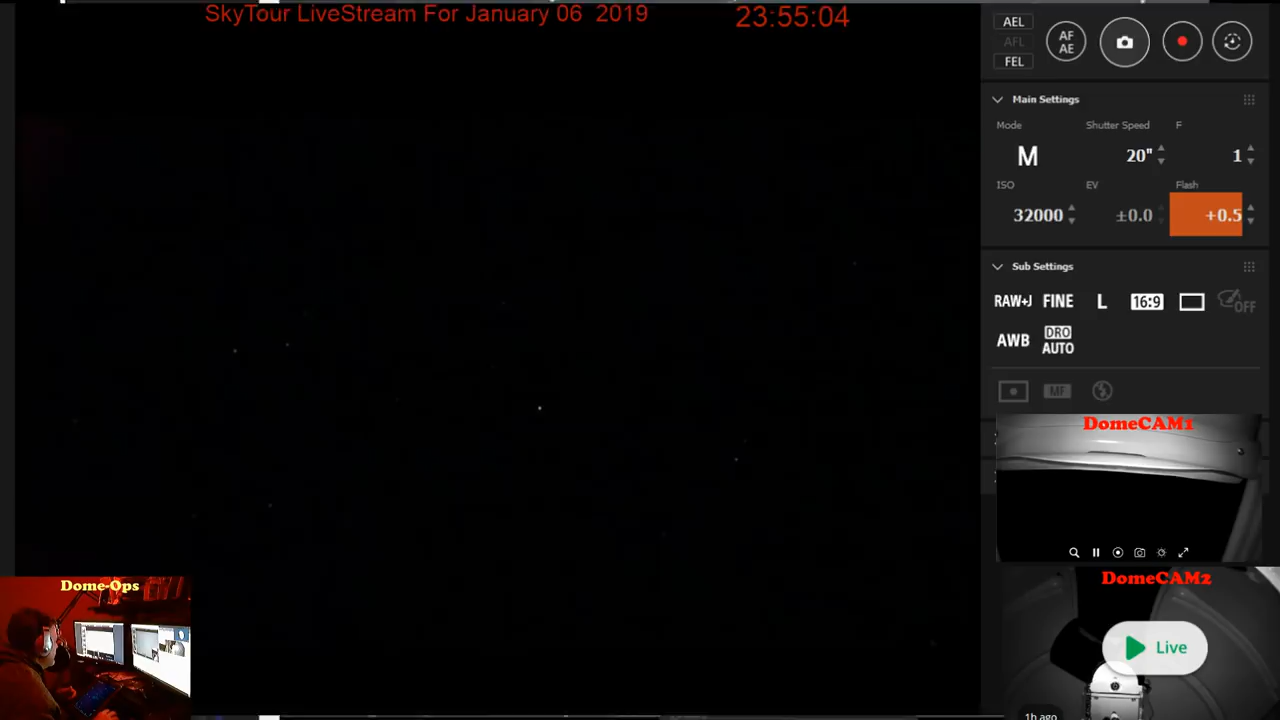 SkyTour LiveStream For January 06 2019
23:55:04
AEL
AFL
FEL
AF
AE
Main Settings
Mode
Shutter Speed
F
M
20"
1
ISO
EV
Flash
32000
±0.0
+0.5
Sub Settings
RAW+J
FINE
L
16:9
OFF
AWB
DRO
AUTO
MF
DomeCAM1
Dome-Ops
DomeCAM2
Live
1h ago